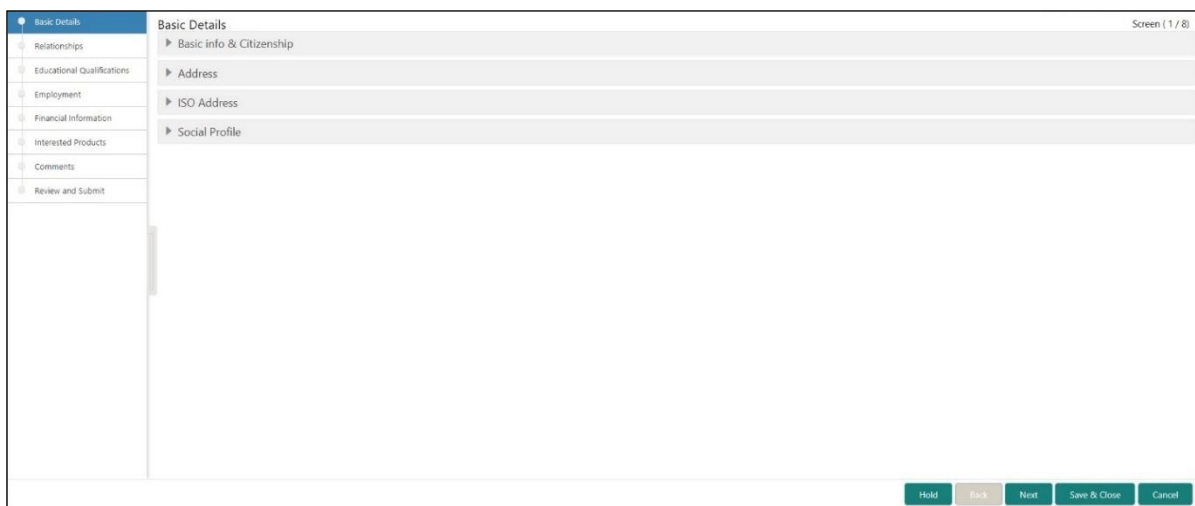 Basic Details
Relationships
Educational Qualifications
Employment
Financial Information
Interested Products
Comments
Review and Submit
Basic Details
Screen ( 1 / 8)
Basic info & Citizenship
Address
ISO Address
Social Profile
Hold
Back
Next
Save & Close
Cancel